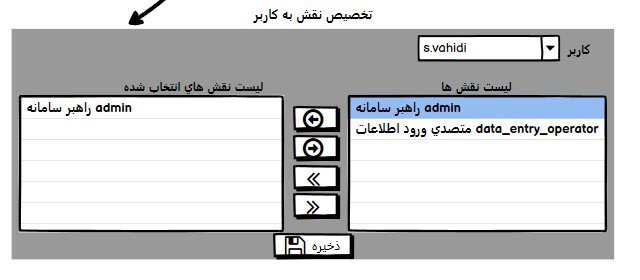 تخصیص نقش به کاربر
کاربر s.vahidi
لیست نقش ها
admin راهبر سامانه
data_entry_operator متصدي ورود اطلاعات
لیست نقش هاي انتخاب شده
admin راهبر سامانه
ذخیره